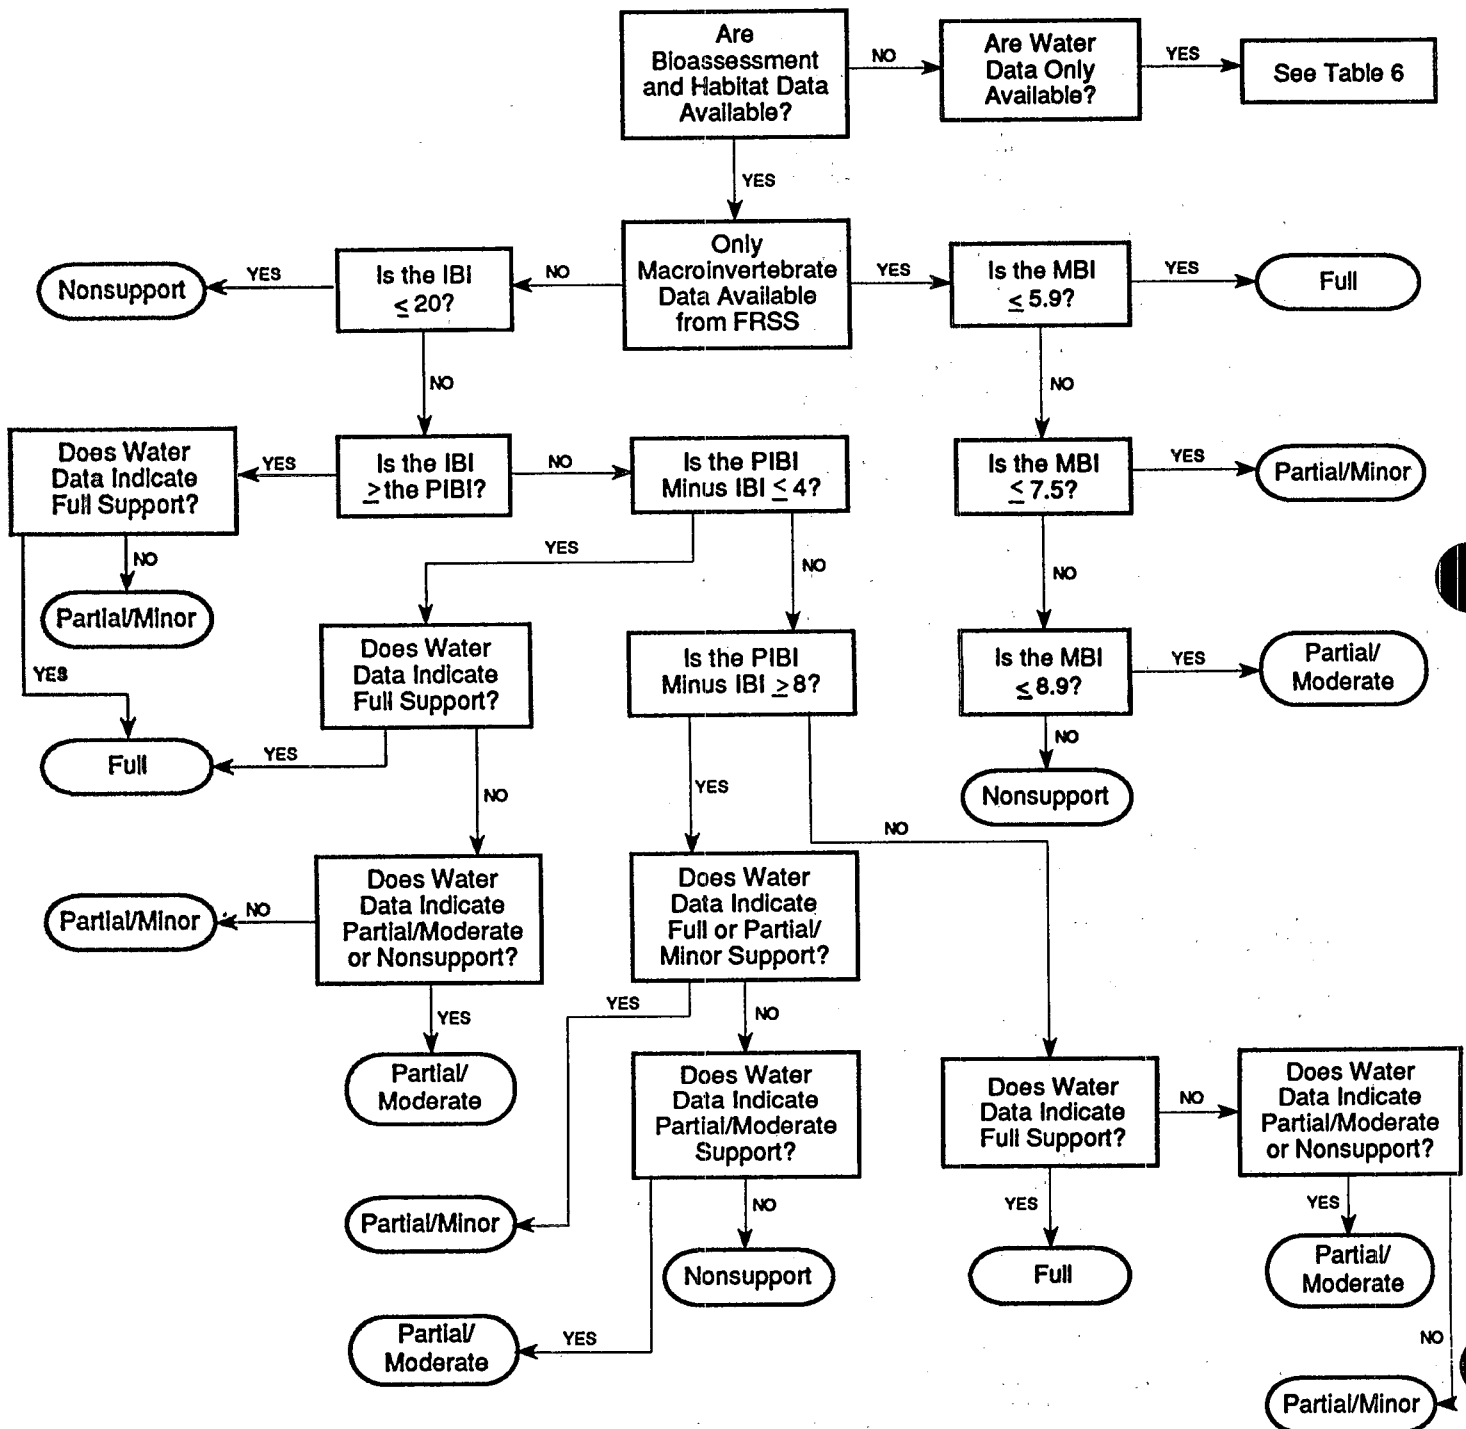 Are
Bioassessment
and Habitat Data
Available?
NO
Are Water
Data Only
Available?
YES
See Table 6
YES
Only
Macroinvertebrate
Data Available
from FRSS
NO
Is the IBI
≤ 20?
YES
Nonsupport
YES
Is the MBI
≤ 5.9?
YES
Full
NO
NO
Does Water
Data Indicate
Full Support?
YES
Is the IBI
≥ the PIBI?
NO
Is the PIBI
Minus IBI ≤ 4?
Is the MBI
≤ 7.5?
YES
Partial/Minor
NO
Partial/Minor
YES
YES
NO
NO
Does Water
Data Indicate
Full Support?
Is the PIBI
Minus IBI ≥ 8?
Is the MBI
≤ 8.9?
YES
Partial/
Moderate
Full
YES
NO
YES
NO
NO
Nonsupport
Partial/Minor
NO
Does Water
Data Indicate
Partial/Moderate
or Nonsupport?
Does Water
Data Indicate
Full or Partial/
Minor Support?
YES
YES
NO
Partial/
Moderate
Does Water
Data Indicate
Partial/Moderate
Support?
Does Water
Data Indicate
Full Support?
NO
Does Water
Data Indicate
Partial/Moderate
or Nonsupport?
Partial/Minor
NO
YES
YES
Nonsupport
Full
Partial/
Moderate
Partial/
Moderate
YES
NO
Partial/Minor